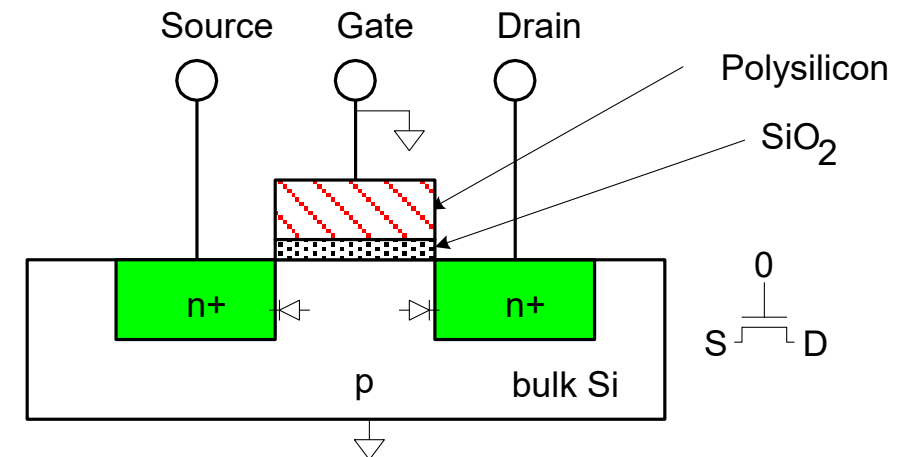 Source Gate Drain
Polysilicon
SiO2
0
n+ n+
S D
p bulk Si